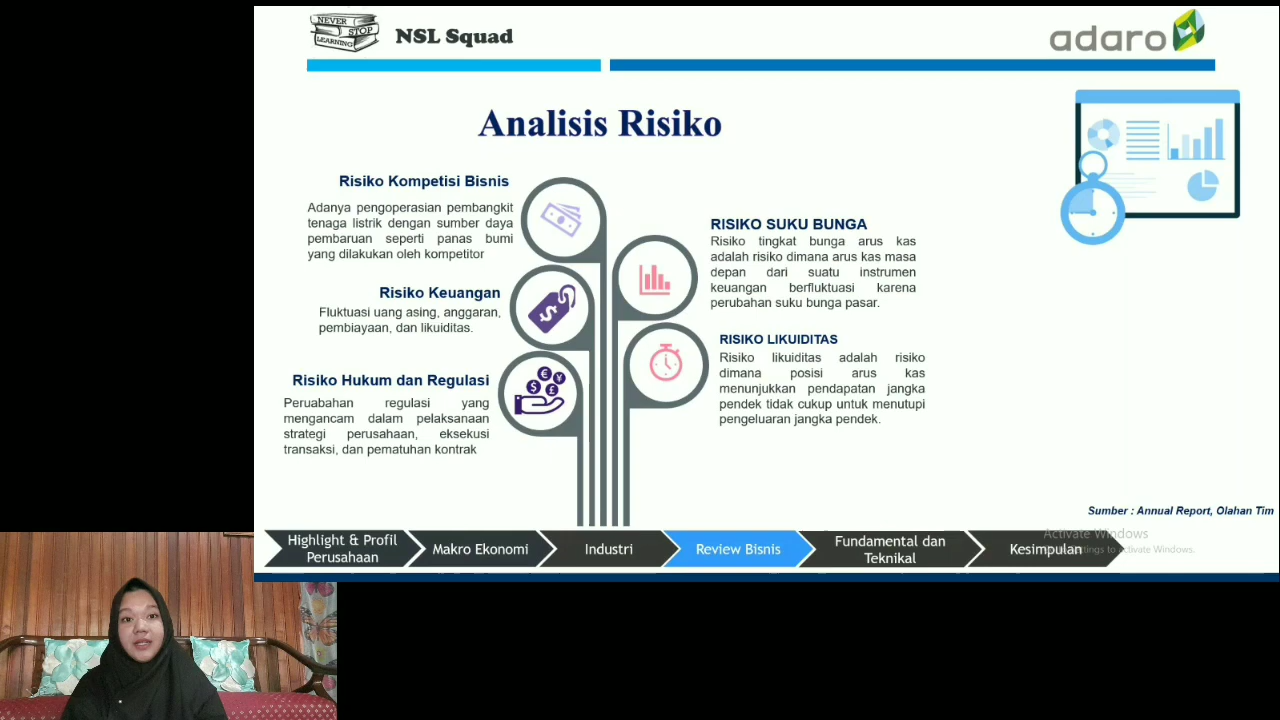 NEVER
STOP
LEARNING
NSL Squad
adaro
Analisis Risiko
Risiko Kompetisi Bisnis
Adanya pengoperasian pembangkit
tenaga listrik dengan sumber daya
pembaruan seperti panas bumi
yang dilakukan oleh kompetitor
Risiko Keuangan
Fluktuasi uang asing, anggaran,
pembiayaan, dan likuiditas.
Risiko Hukum dan Regulasi
Peruabahan regulasi yang
mengancam dalam pelaksanaan
strategi perusahaan, eksekusi
transaksi, dan pematuhan kontrak
RISIKO SUKU BUNGA
Risiko tingkat bunga arus kas
adalah risiko dimana arus kas masa
depan dari suatu instrumen
keuangan berfluktuasi karena
perubahan suku bunga pasar.
RISIKO LIKUIDITAS
Risiko likuiditas adalah risiko
dimana posisi arus kas
menunjukkan pendapatan jangka
pendek tidak cukup untuk menutupi
pengeluaran jangka pendek.
Sumber : Annual Report, Olahan Tim
Highlight & Profil
Perusahaan
Makro Ekonomi
Industri
Review Bisnis
Fundamental dan
Teknikal
Kesimpulan
Activate Windows
to activate Windows.